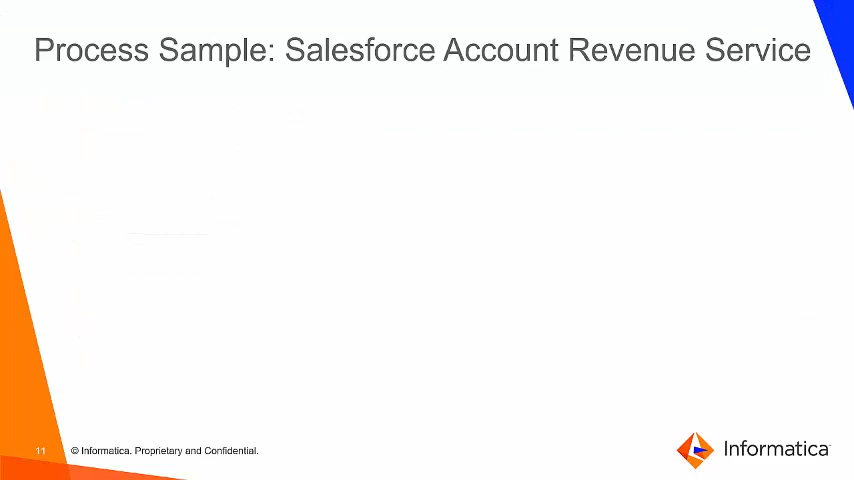 Process Sample: Salesforce Account Revenue Service
11 © Informatica. Proprietary and Confidential.
Informatica